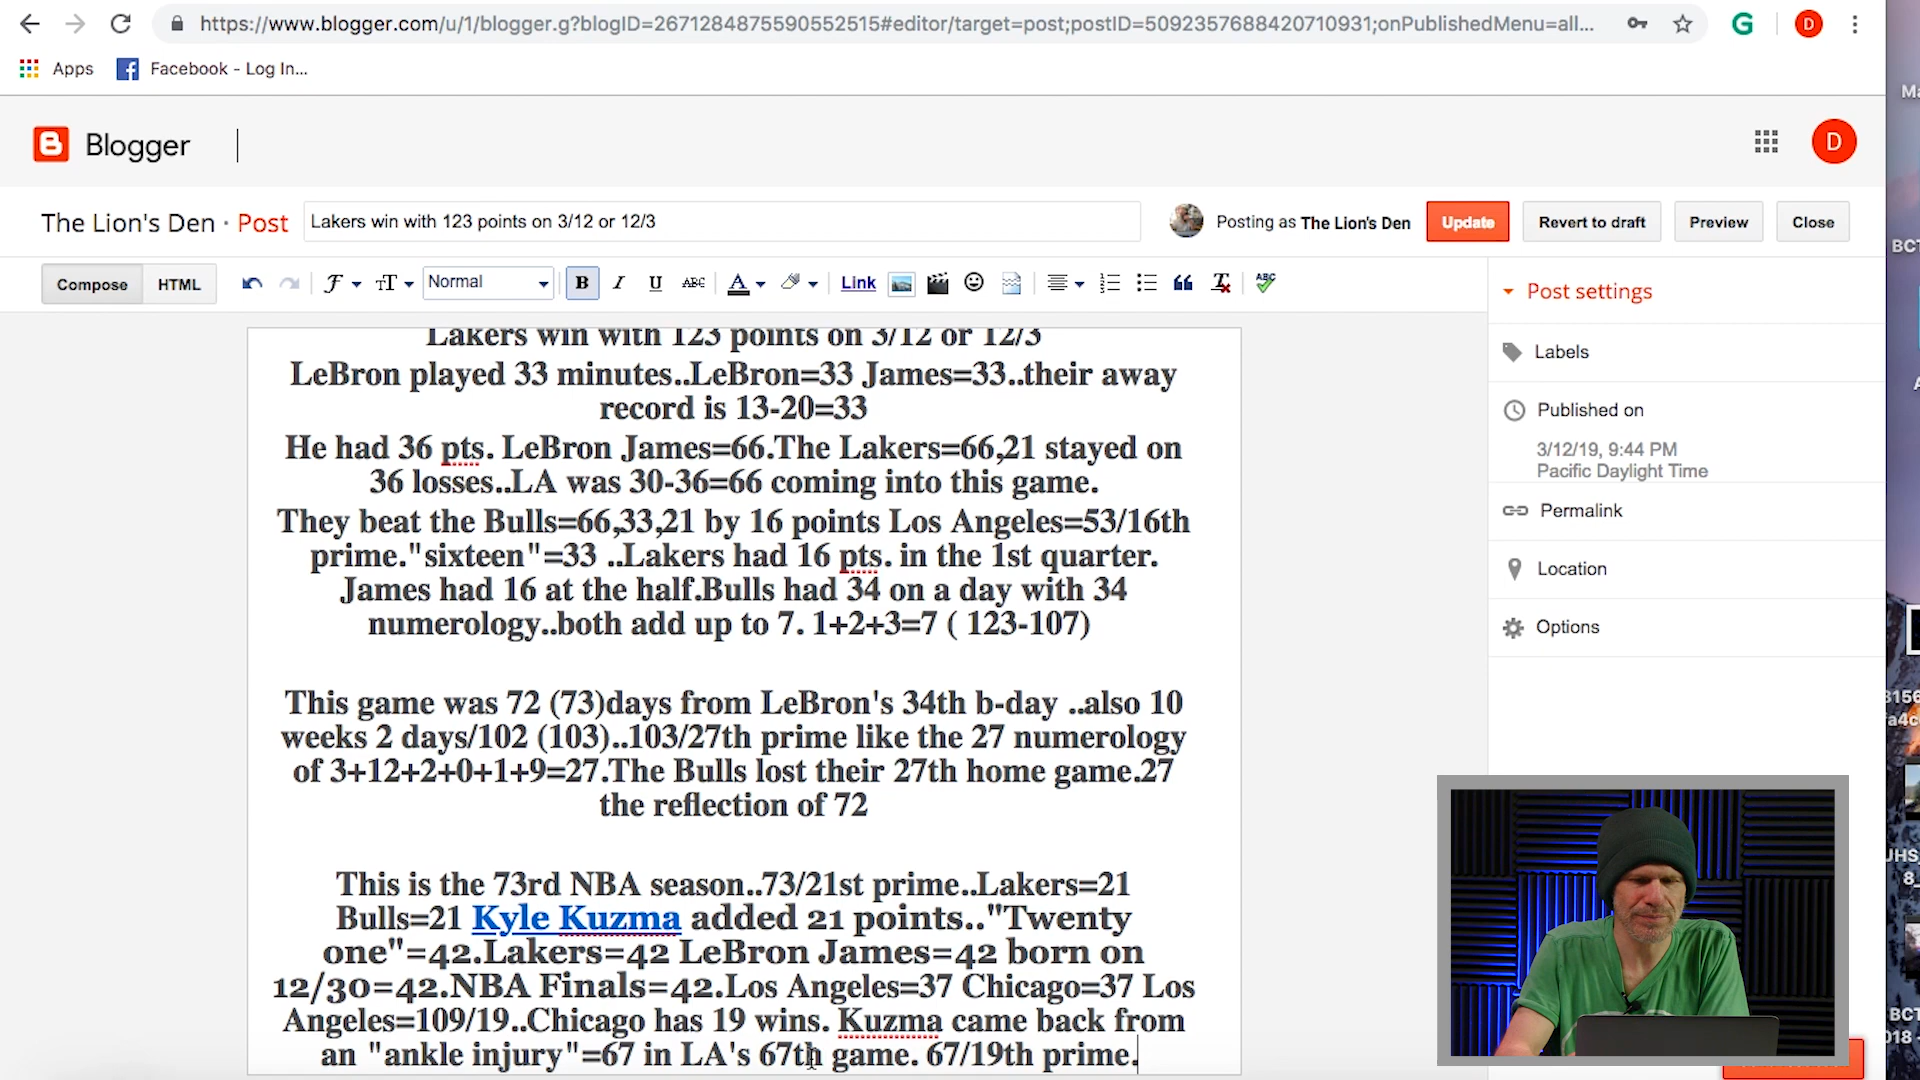 https://www.blogger.com/u/1/blogger.g?blogID=2671284875590552515#editor/target=post;postID=5092357688420710931;onPublishedMenu=all...
G
D
Apps
Facebook - Log In...
Blogger
D
The Lion's Den · Post
Lakers win with 123 points on 3/12 or 12/3
Posting as The Lion's Den
Update
Revert to draft
Preview
Close
Compose
HTML
Normal
B
I
U
ABC
A
Link
ABC
Post settings
Labels
Published on
3/12/19, 9:44 PM
Pacific Daylight Time
Permalink
Location
Options
Lakers win with 123 points on 3/12 or 12/3
LeBron played 33 minutes..LeBron=33 James=33..their away
record is 13-20=33
He had 36 pts. LeBron James=66.The Lakers=66,21 stayed on
36 losses..LA was 30-36=66 coming into this game.
They beat the Bulls=66,33,21 by 16 points Los Angeles=53/16th
prime."sixteen"=33 ..Lakers had 16 pts. in the 1st quarter.
James had 16 at the half.Bulls had 34 on a day with 34
numerology..both add up to 7. 1+2+3=7 ( 123-107)
This game was 72 (73)days from LeBron's 34th b-day ..also 10
weeks 2 days/102 (103)..103/27th prime like the 27 numerology
of 3+12+2+0+1+9=27.The Bulls lost their 27th home game.27
the reflection of 72
This is the 73rd NBA season..73/21st prime..Lakers=21
Bulls=21 Kyle Kuzma added 21 points.."Twenty
one"=42.Lakers=42 LeBron James=42 born on
12/30=42.NBA Finals=42.Los Angeles=37 Chicago=37 Los
Angeles=109/19..Chicago has 19 wins. Kuzma came back from
an "ankle injury"=67 in LA's 67th game. 67/19th prime.